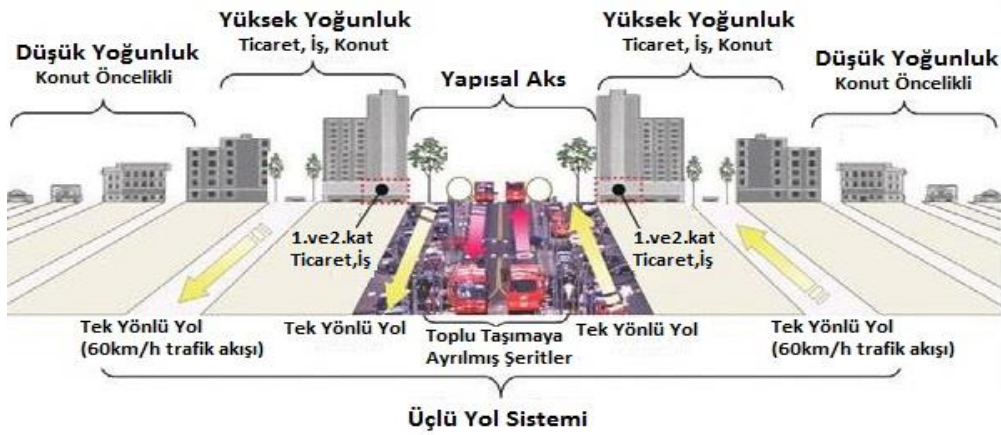 Düşük Yoğunluk
Konut Öncelikli
Yüksek Yoğunluk
Ticaret, İş, Konut
Yapısal Aks
Yüksek Yoğunluk
Ticaret, İş, Konut
Düşük Yoğunluk
Konut Öncelikli
1.ve2.kat
Ticaret,İş
1.ve2.kat
Ticaret,İş
Tek Yönlü Yol
(60km/h trafik akışı)
Tek Yönlü Yol
Toplu Taşımaya
Ayrılmış Şeritler
Tek Yönlü Yol
Tek Yönlü Yol
(60km/h trafik akışı)
Üçlü Yol Sistemi